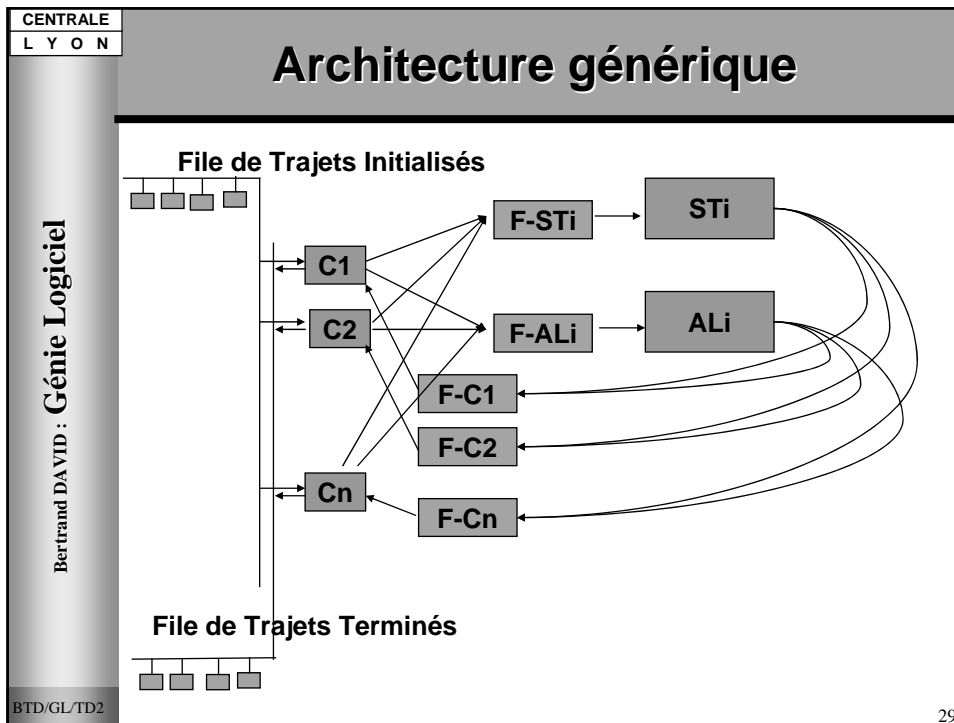 CENTRALE
L Y O N
Architecture générique
Bertrand DAVID : Génie Logiciel
File de Trajets Initialisés
F-STi
STi
C1
C2
F-ALi
ALi
F-C1
F-C2
Cn
F-Cn
File de Trajets Terminés
BTD/GL/TD2
29